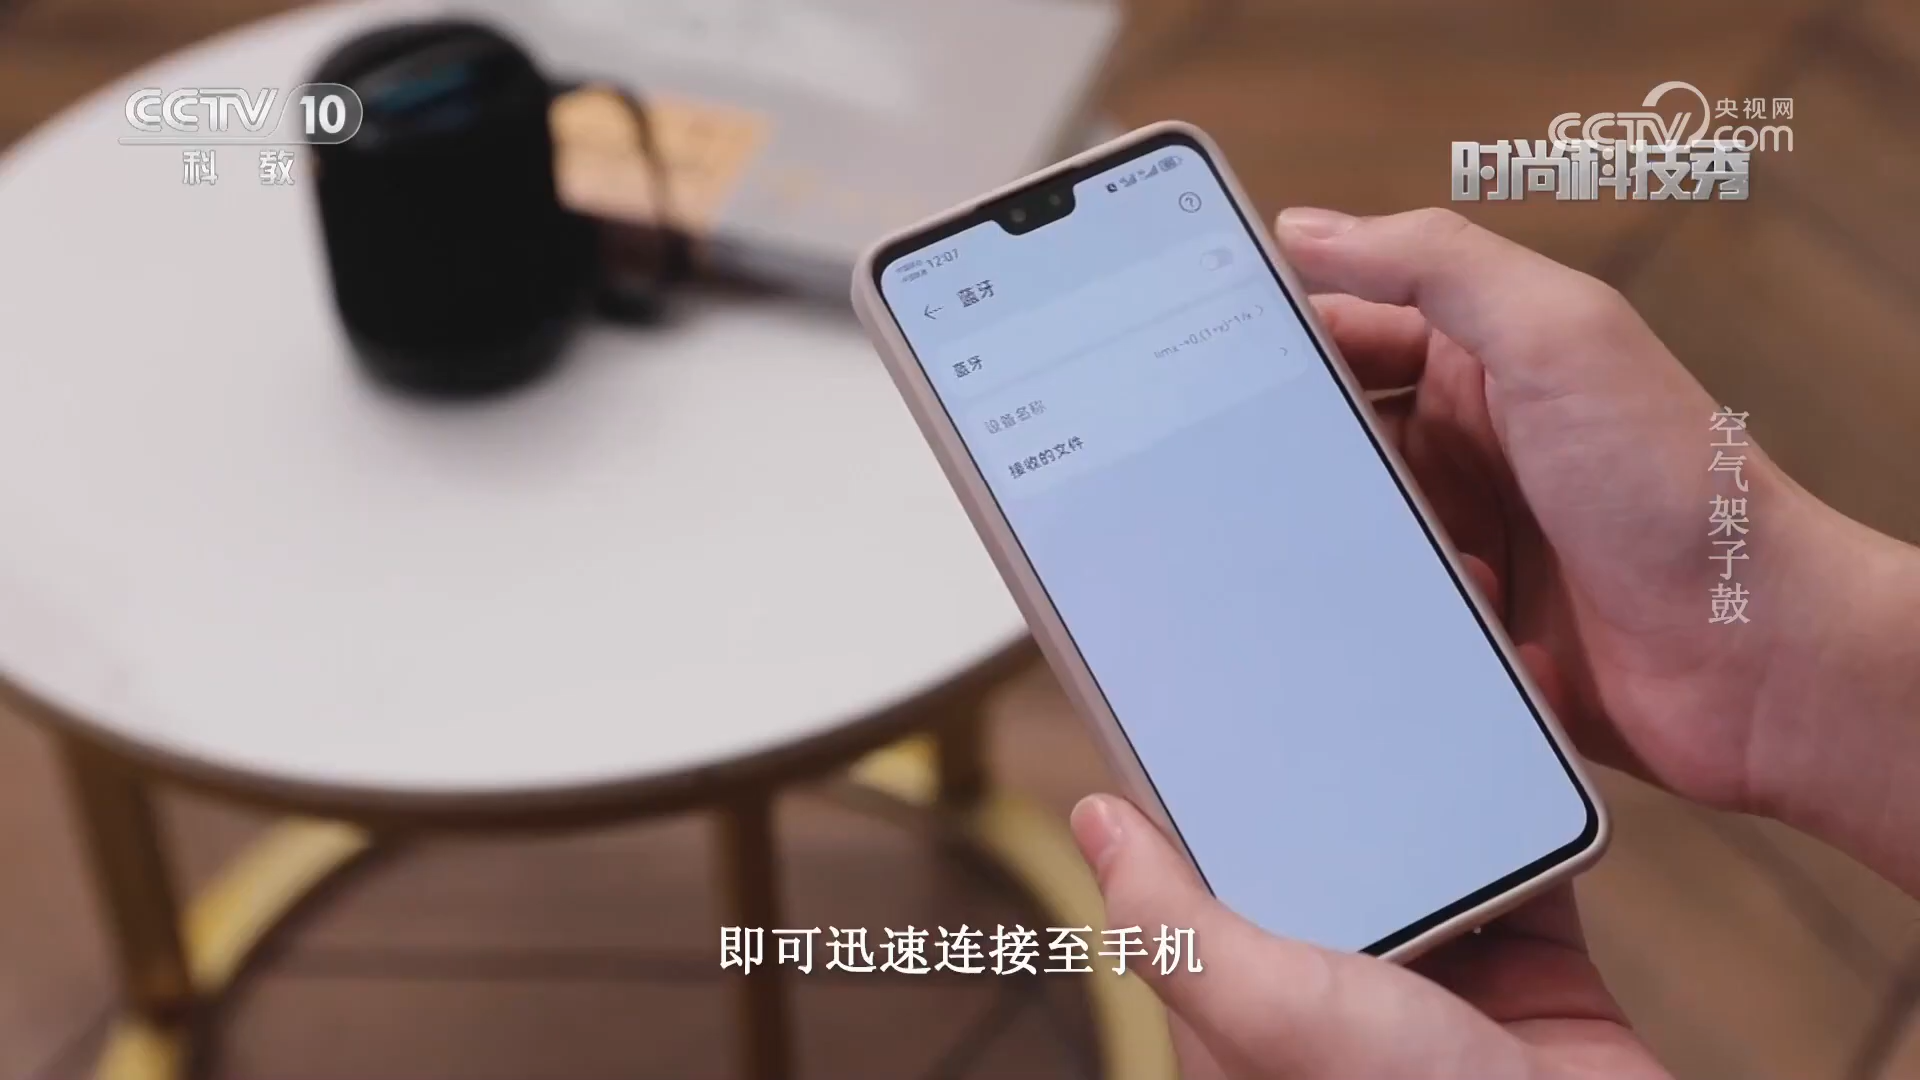 CCTV 10
科教
央视网
CCTV.com
时尚科技秀
12:07
蓝牙
蓝牙
设备名称
接收的文件
空气架子鼓
即可迅速连接至手机